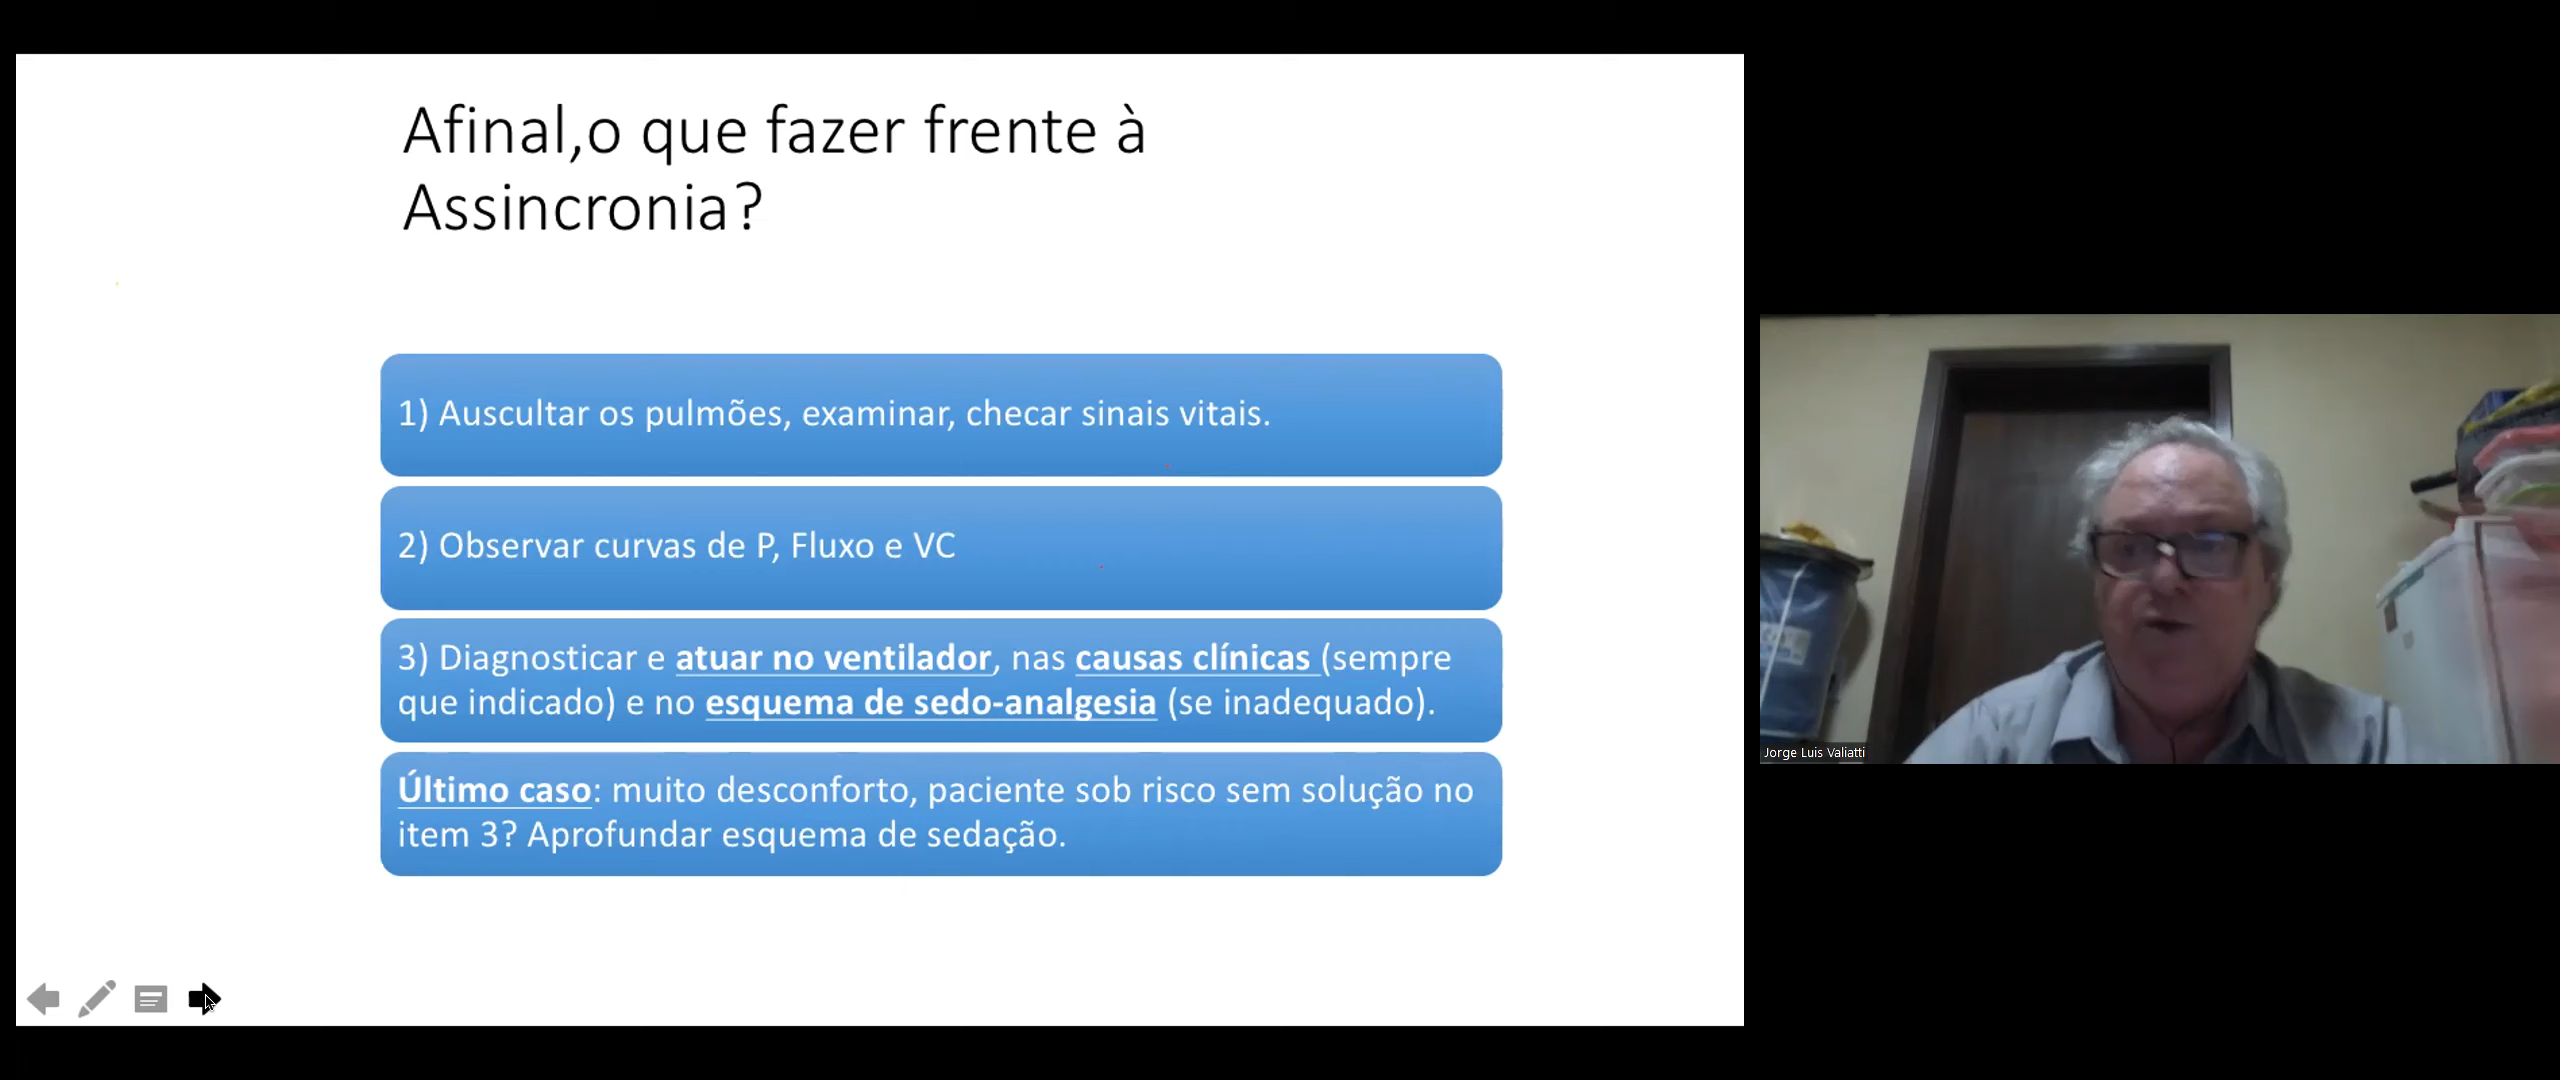 Afinal,o que fazer frente à
Assincronia?
1) Auscultar os pulmões, examinar, checar sinais vitais.
2) Observar curvas de P, Fluxo e VC
3) Diagnosticar e atuar no ventilador, nas causas clínicas (sempre
que indicado) e no esquema de sedo-analgesia (se inadequado).
Último caso: muito desconforto, paciente sob risco sem solução no
item 3? Aprofundar esquema de sedação.
Jorge Luis Valiatti